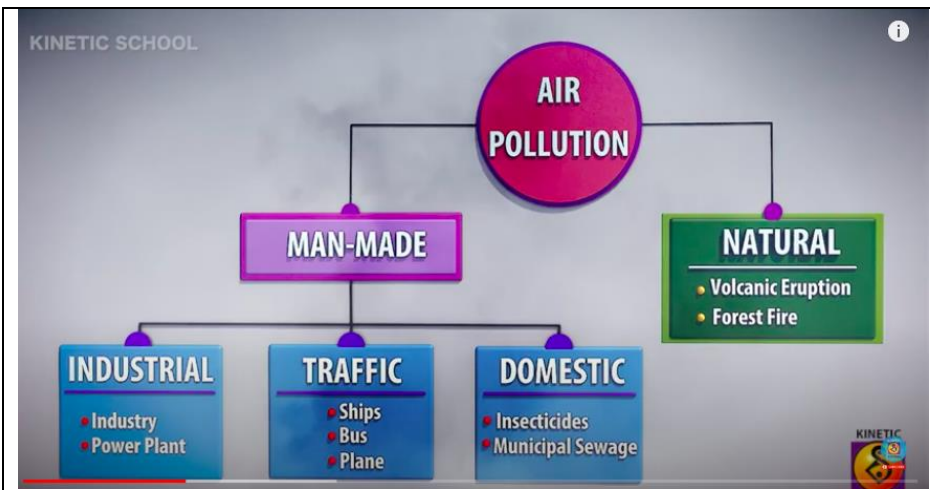 KINETIC SCHOOL
AIR
POLLUTION
MAN-MADE
NATURAL
Volcanic Eruption
Forest Fire
INDUSTRIAL
Industry
Power Plant
TRAFFIC
Ships
Bus
Plane
DOMESTIC
Insecticides
Municipal Sewage
KINETIC